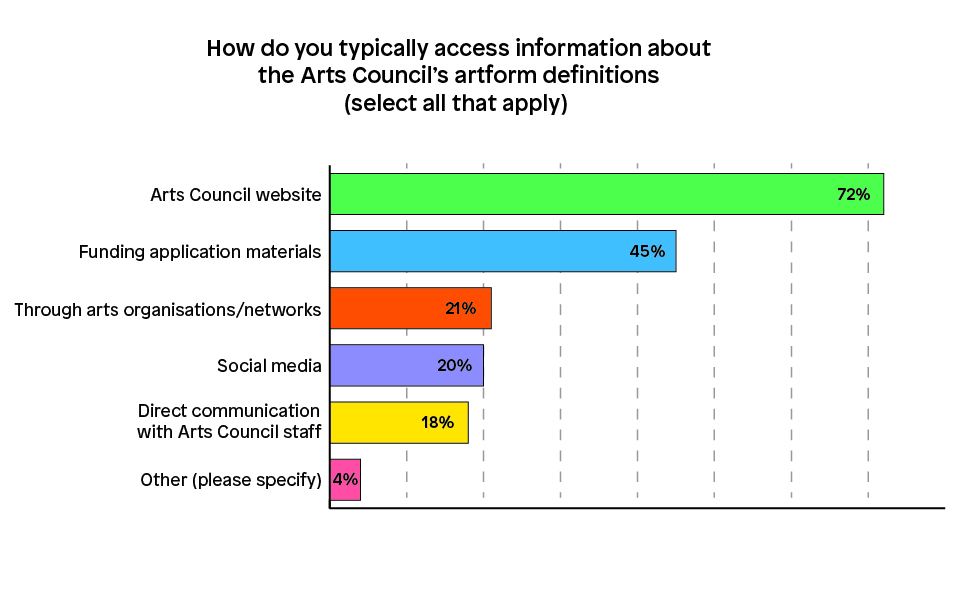 How do you typically access information about
the Arts Council’s artform definitions
(select all that apply)
Arts Council website
72%
Funding application materials
45%
Through arts organisations/networks
21%
Social media
20%
Direct communication
with Arts Council staff
18%
Other (please specify)
4%